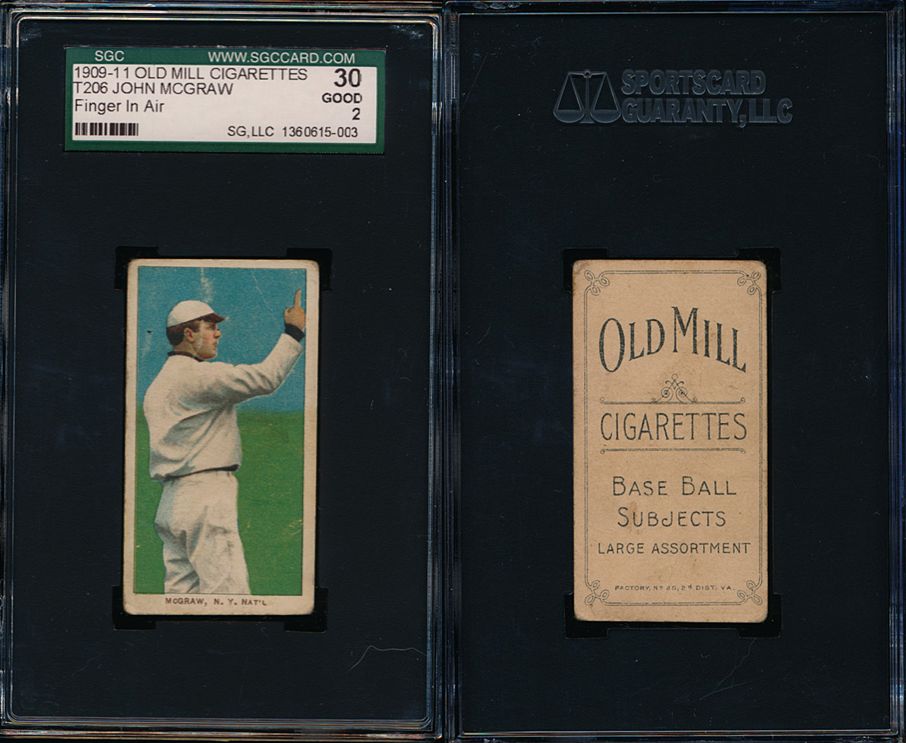 SGC WWW.SGCCARD.COM
1909-11 OLD MILL CIGARETTES 30
T206 JOHN MCGRAW GOOD
Finger In Air 2
SG,LLC 1360615-003
MCGRAW, N. Y. NAT'L
SPORTSCARD
GUARANTY,LLC
OLD MILL
CIGARETTES
BASE BALL
SUBJECTS
LARGE ASSORTMENT
FACTORY, Nº 25, 2d DIST. VA.